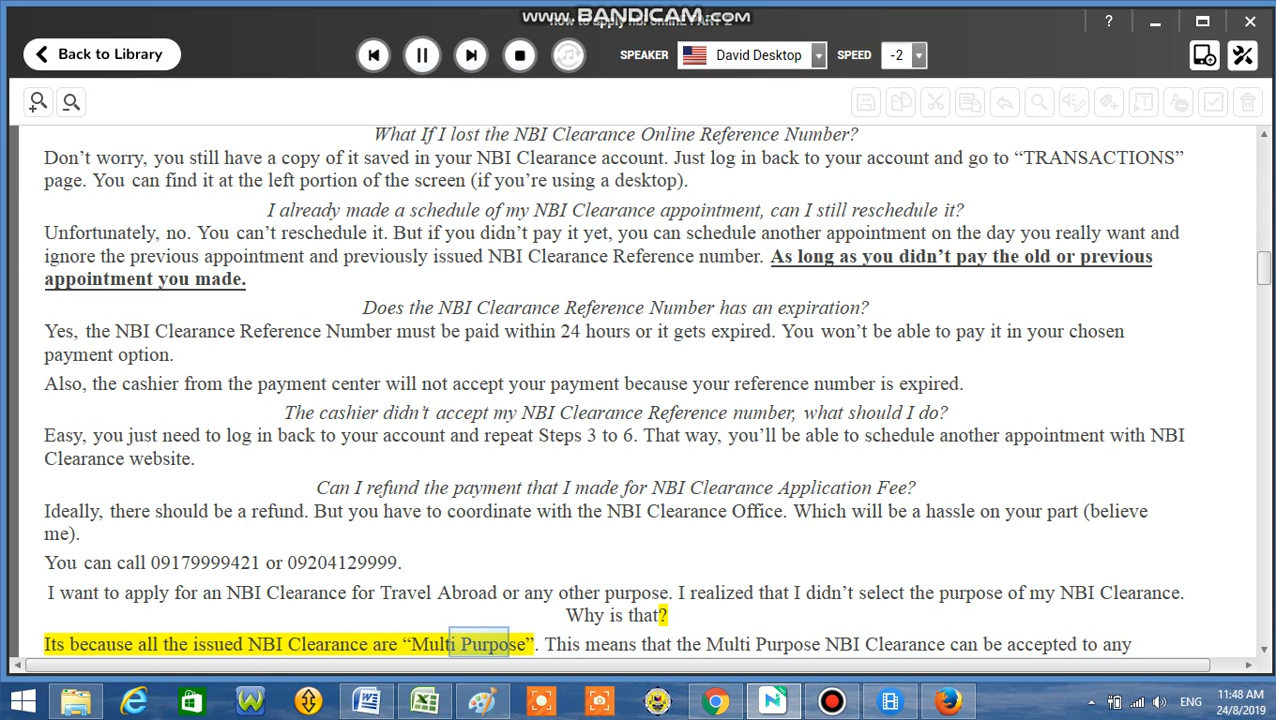 www.BANDICAM.com
how to apply nbi online PART 2
Back to Library
SPEAKER
David Desktop
SPEED
-2
What If I lost the NBI Clearance Online Reference Number?
Don’t worry, you still have a copy of it saved in your NBI Clearance account. Just log in back to your account and go to “TRANSACTIONS”
page. You can find it at the left portion of the screen (if you’re using a desktop).
I already made a schedule of my NBI Clearance appointment, can I still reschedule it?
Unfortunately, no. You can’t reschedule it. But if you didn’t pay it yet, you can schedule another appointment on the day you really want and
ignore the previous appointment and previously issued NBI Clearance Reference number. As long as you didn’t pay the old or previous
appointment you made.
Does the NBI Clearance Reference Number has an expiration?
Yes, the NBI Clearance Reference Number must be paid within 24 hours or it gets expired. You won’t be able to pay it in your chosen
payment option.
Also, the cashier from the payment center will not accept your payment because your reference number is expired.
The cashier didn’t accept my NBI Clearance Reference number, what should I do?
Easy, you just need to log in back to your account and repeat Steps 3 to 6. That way, you’ll be able to schedule another appointment with NBI
Clearance website.
Can I refund the payment that I made for NBI Clearance Application Fee?
Ideally, there should be a refund. But you have to coordinate with the NBI Clearance Office. Which will be a hassle on your part (believe
me).
You can call 09179999421 or 09204129999.
I want to apply for an NBI Clearance for Travel Abroad or any other purpose. I realized that I didn’t select the purpose of my NBI Clearance.
Why is that?
Its because all the issued NBI Clearance are “Multi Purpose”. This means that the Multi Purpose NBI Clearance can be accepted to any
ENG
11:48 AM
24/8/2019